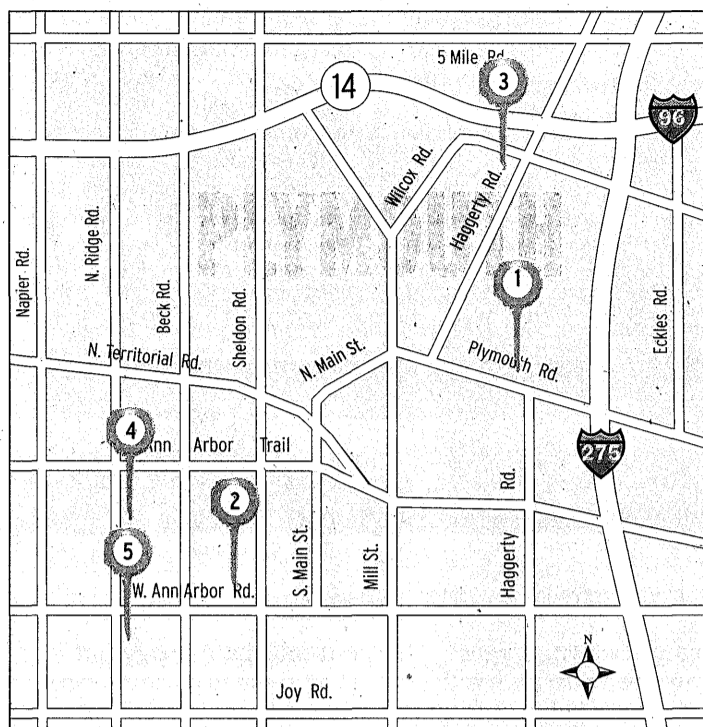 5 Mile Rd.
3
14
96
Wilcox Rd.
Haggerty Rd.
N. Ridge Rd.
Napier Rd.
Beck Rd.
Sheldon Rd.
1
Eckles Rd.
N. Territorial Rd.
N. Main St.
Plymouth Rd.
4
Ann Arbor Trail
275
2
Haggerty Rd.
S. Main St.
Mill St.
5
W. Ann Arbor Rd.
N
Joy Rd.